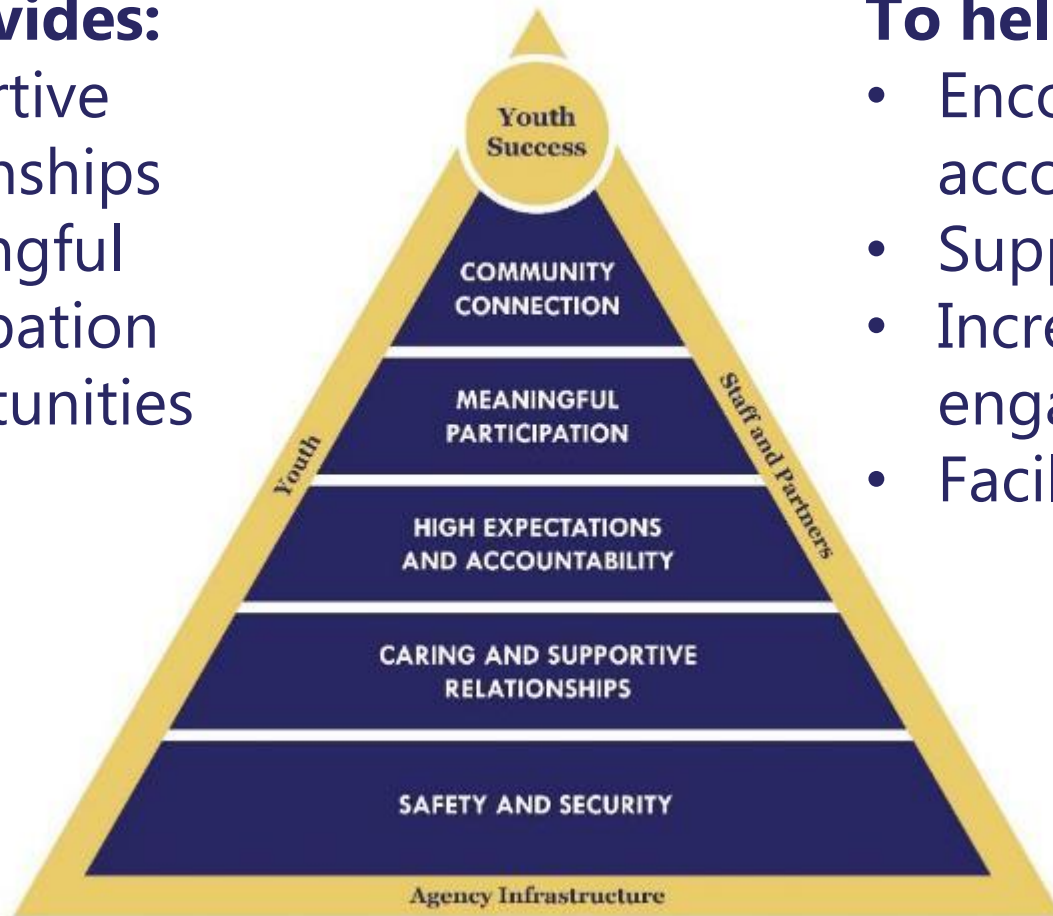 vides:
rtive
nships
ngful
pation
tunities
Youth
Success
COMMUNITY
CONNECTION
MEANINGFUL
PARTICIPATION
HIGH EXPECTATIONS
AND ACCOUNTABILITY
CARING AND SUPPORTIVE
RELATIONSHIPS
SAFETY AND SECURITY
Youth
Staff and Partners
Agency Infrastructure
To hel
• Enco
acco
• Supp
• Incre
enga
• Facil